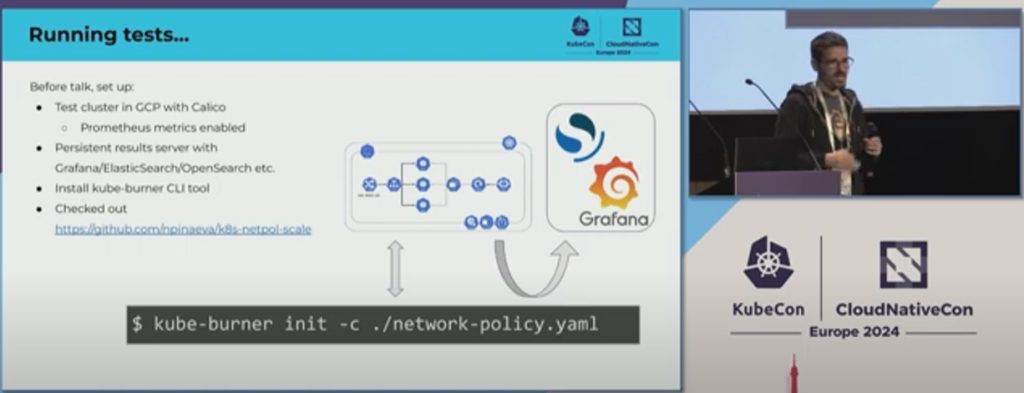 Running tests...
KubeCon
CloudNativeCon
Europe 2024
Before talk, set up:
Test cluster in GCP with Calico
Prometheus metrics enabled
Persistent results server with
Grafana/ElasticSearch/OpenSearch etc.
Install kube-burner CLI tool
Checked out
https://github.com/npinaeva/k8s-netpol-scale
Grafana
$ kube-burner init -c ./network-policy.yaml
KubeCon
CloudNativeCon
Europe 2024